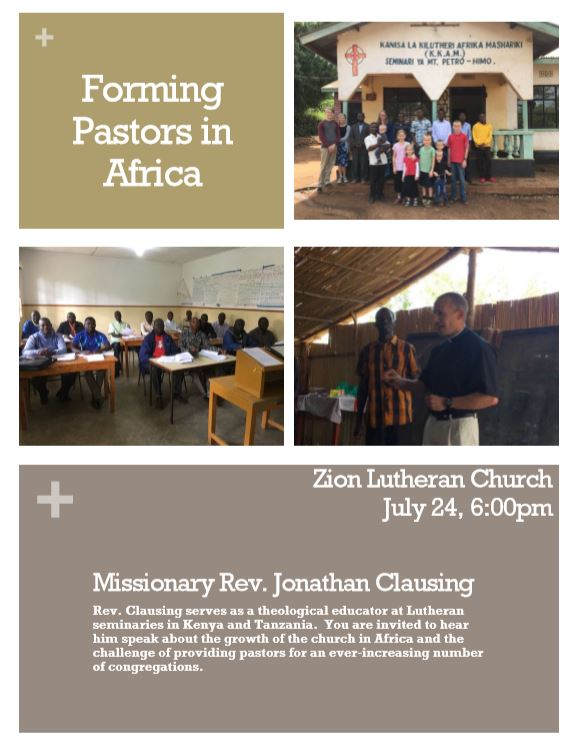 Forming
Pastors in
Africa
KANISA LA KILUTHERI AFRIKA MASHARIKI
(K.K.A.M.)
SEMINARI YA MT. PETRO - HIMO.
Zion Lutheran Church
July 24, 6:00pm
Missionary Rev. Jonathan Clausing
Rev. Clausing serves as a theological educator at Lutheran
seminaries in Kenya and Tanzania. You are invited to hear
him speak about the growth of the church in Africa and the
challenge of providing pastors for an ever-increasing number
of congregations.